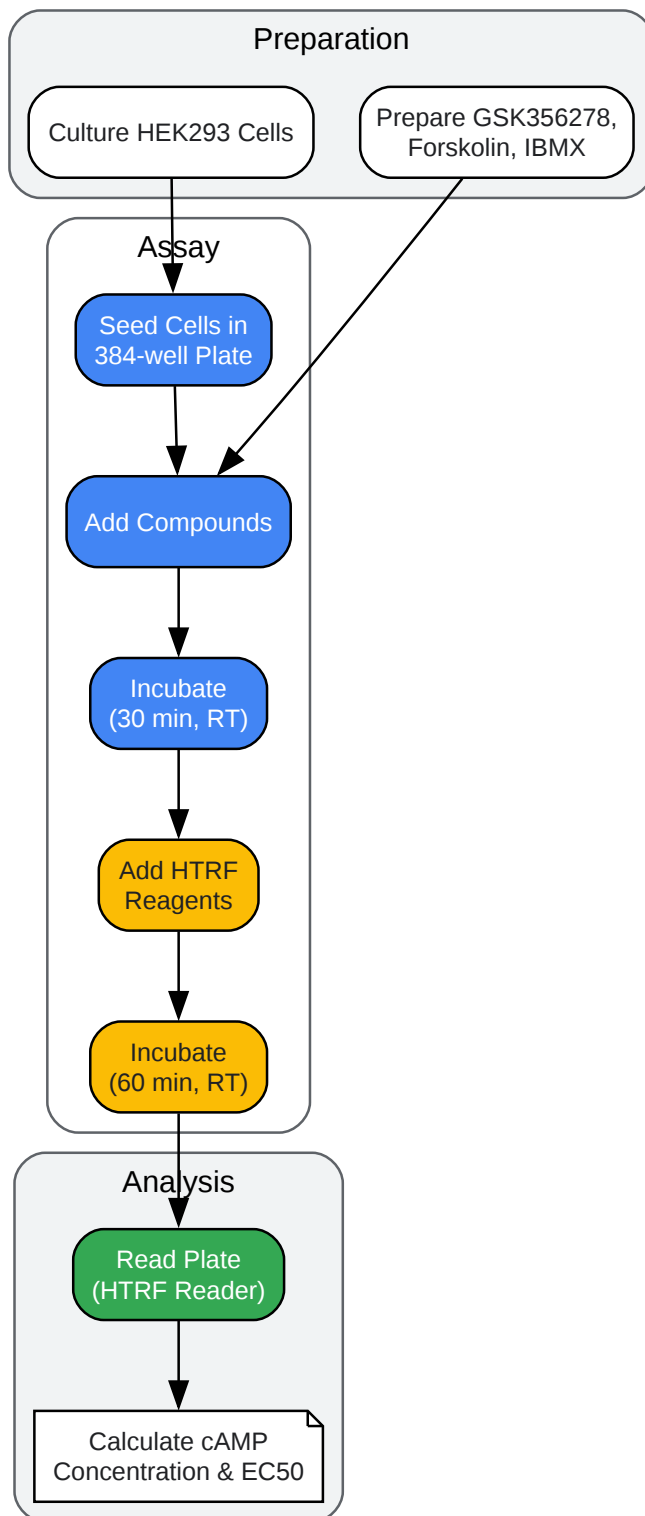 Preparation
Culture HEK293 Cells
Prepare GSK356278,
Forskolin, IBMX
Assay
Seed Cells in
384-well Plate
Add Compounds
Incubate
(30 min, RT)
Add HTRF
Reagents
Incubate
(60 min, RT)
Analysis
Read Plate
(HTRF Reader)
Calculate cAMP
Concentration & EC50